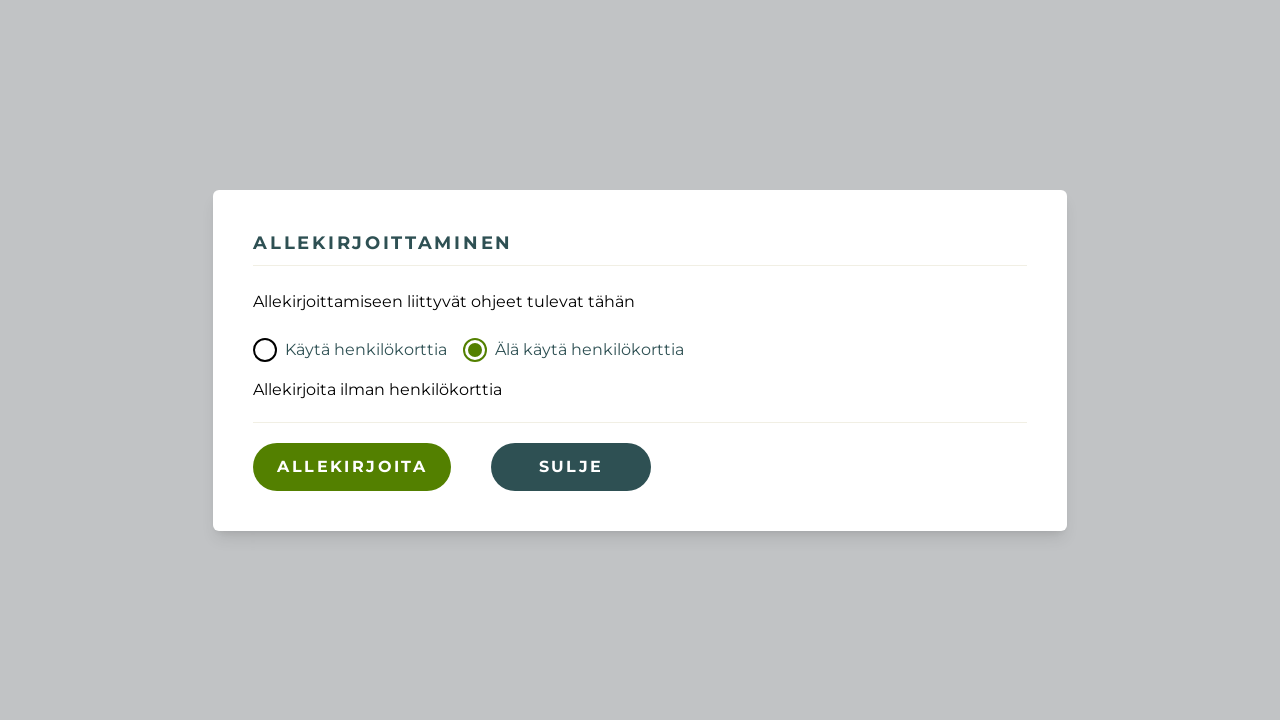 ALLEKIRJOITTAMINEN
Allekirjoittamiseen liittyvät ohjeet tulevat tähän
Käytä henkilökorttia Älä käytä henkilökorttia
Allekirjoita ilman henkilökorttia
ALLEKIRJOITA SULJE